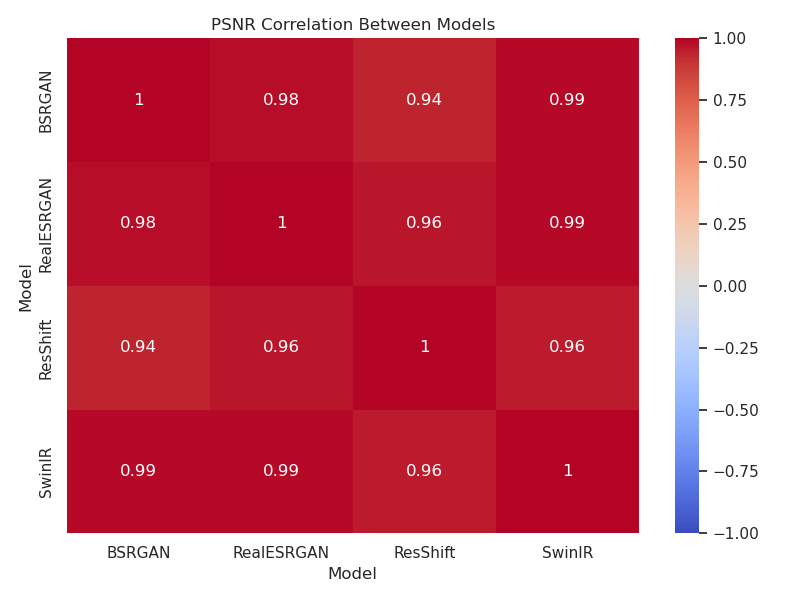 PSNR Correlation Between Models
BSRGAN 1 0.98 0.94 0.99
RealESRGAN 0.98 1 0.96 0.99
ResShift 0.94 0.96 1 0.96
SwinIR 0.99 0.99 0.96 1
BSRGAN RealESRGAN ResShift SwinIR
Model
Model
1.00
0.75
0.50
0.25
0.00
−0.25
−0.50
−0.75
−1.00